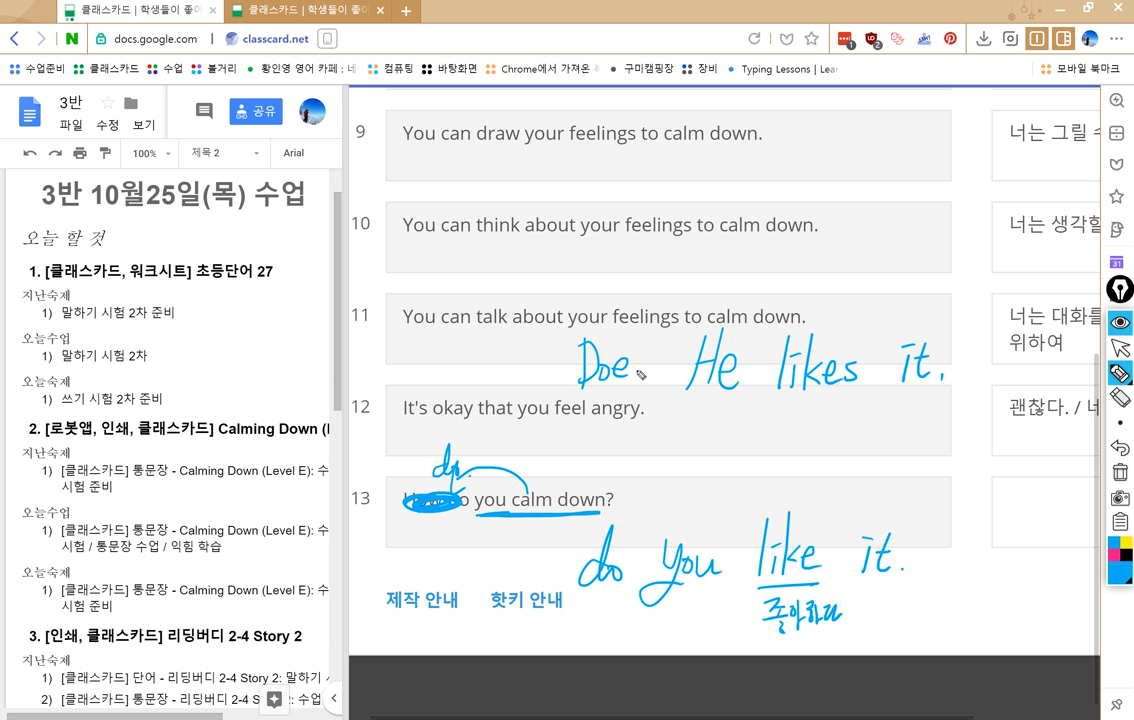 클래스카드 | 학생들이 좋아
클래스카드 | 학생들이 좋아
docs.google.com | classcard.net
수업준비 클래스카드 수업 볼거리 황인영 영어 카페 : 네 컴퓨팅 바탕화면 Chrome에서 가져온 구미캠핑장 장비 Typing Lessons | Lear 모바일 북마크
3반
파일 수정 보기
공유
100% 제목 2 Arial
3반 10월25일(목) 수업
오늘 할 것
1. [클래스카드, 워크시트] 초등단어 27
지난숙제
1) 말하기 시험 2차 준비
오늘수업
1) 말하기 시험 2차
오늘숙제
1) 쓰기 시험 2차 준비
2. [로봇앱, 인쇄, 클래스카드] Calming Down (
지난숙제
1) [클래스카드] 통문장 - Calming Down (Level E): 수
시험 준비
오늘수업
1) [클래스카드] 통문장 - Calming Down (Level E): 수
시험 / 통문장 수업 / 익힘 학습
오늘숙제
1) [클래스카드] 통문장 - Calming Down (Level E): 수
시험 준비
3. [인쇄, 클래스카드] 리딩버디 2-4 Story 2
지난숙제
1) [클래스카드] 단어 - 리딩버디 2-4 Story 2: 말하기
2) [클래스카드] 통문장 - 리딩버디 2-4 S : 수업
9 You can draw your feelings to calm down. 너는 그릴
10 You can think about your feelings to calm down. 너는 생각할
11 You can talk about your feelings to calm down. 너는 대화를
위하여
Doe He likes it.
12 It's okay that you feel angry. 괜찮다. / 네
do
13 o you calm down?
do you like it.
좋아하다
제작 안내 핫키 안내